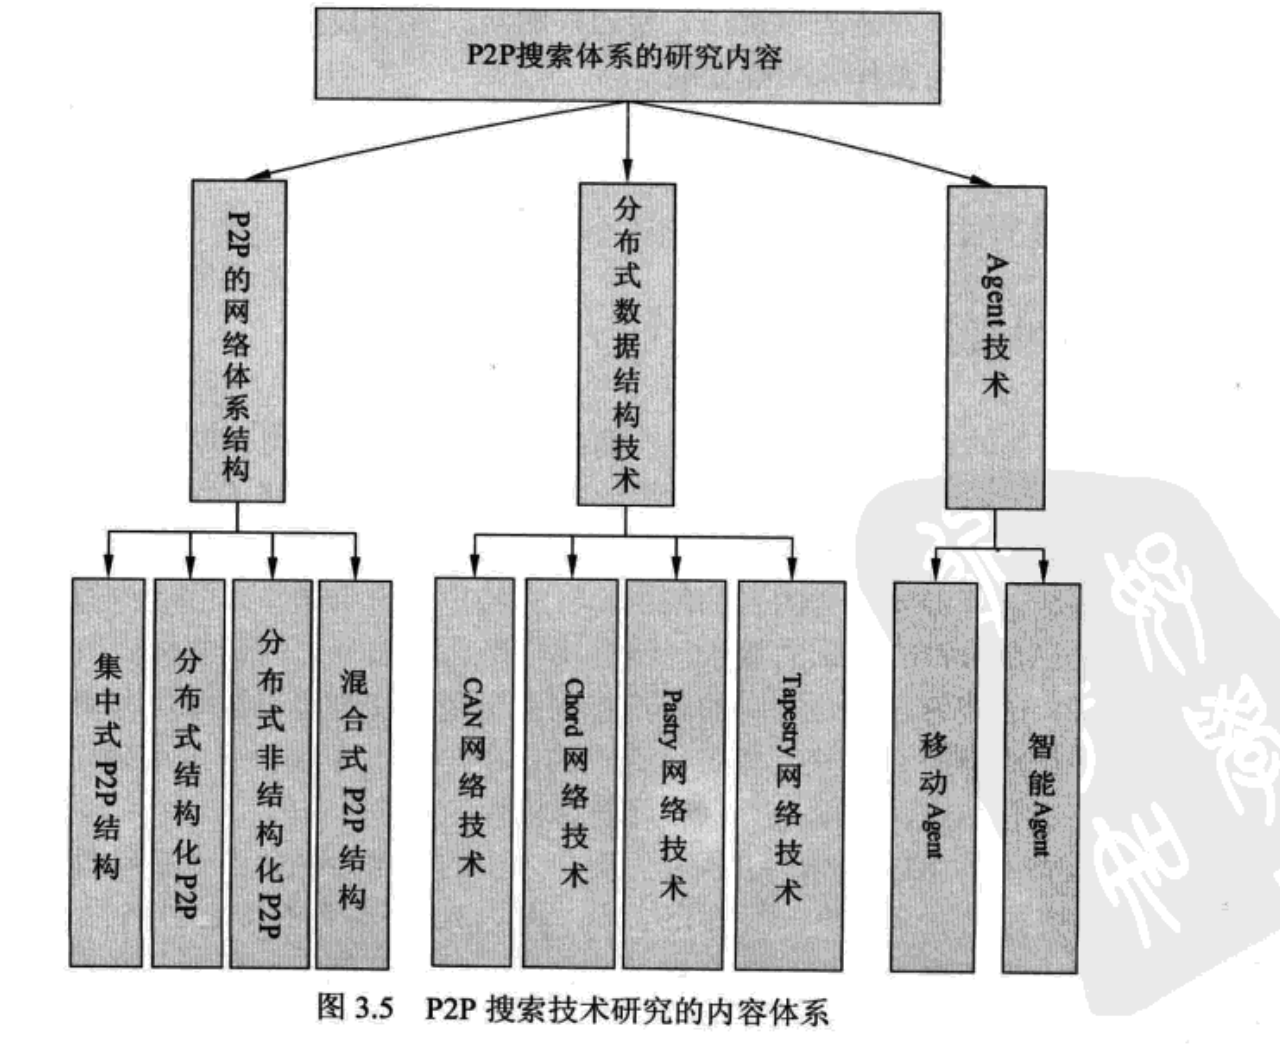 P2P搜索体系的研究内容
P2P的网络体系结构
分布式数据结构技术
Agent技术
集中式P2P结构
分布式结构化P2P
分布式非结构化P2P
混合式P2P结构
CAN网络技术
Chord网络技术
Pastry网络技术
Tapestry网络技术
移动Agent
智能Agent
图 3.5 P2P 搜索技术研究的内容体系